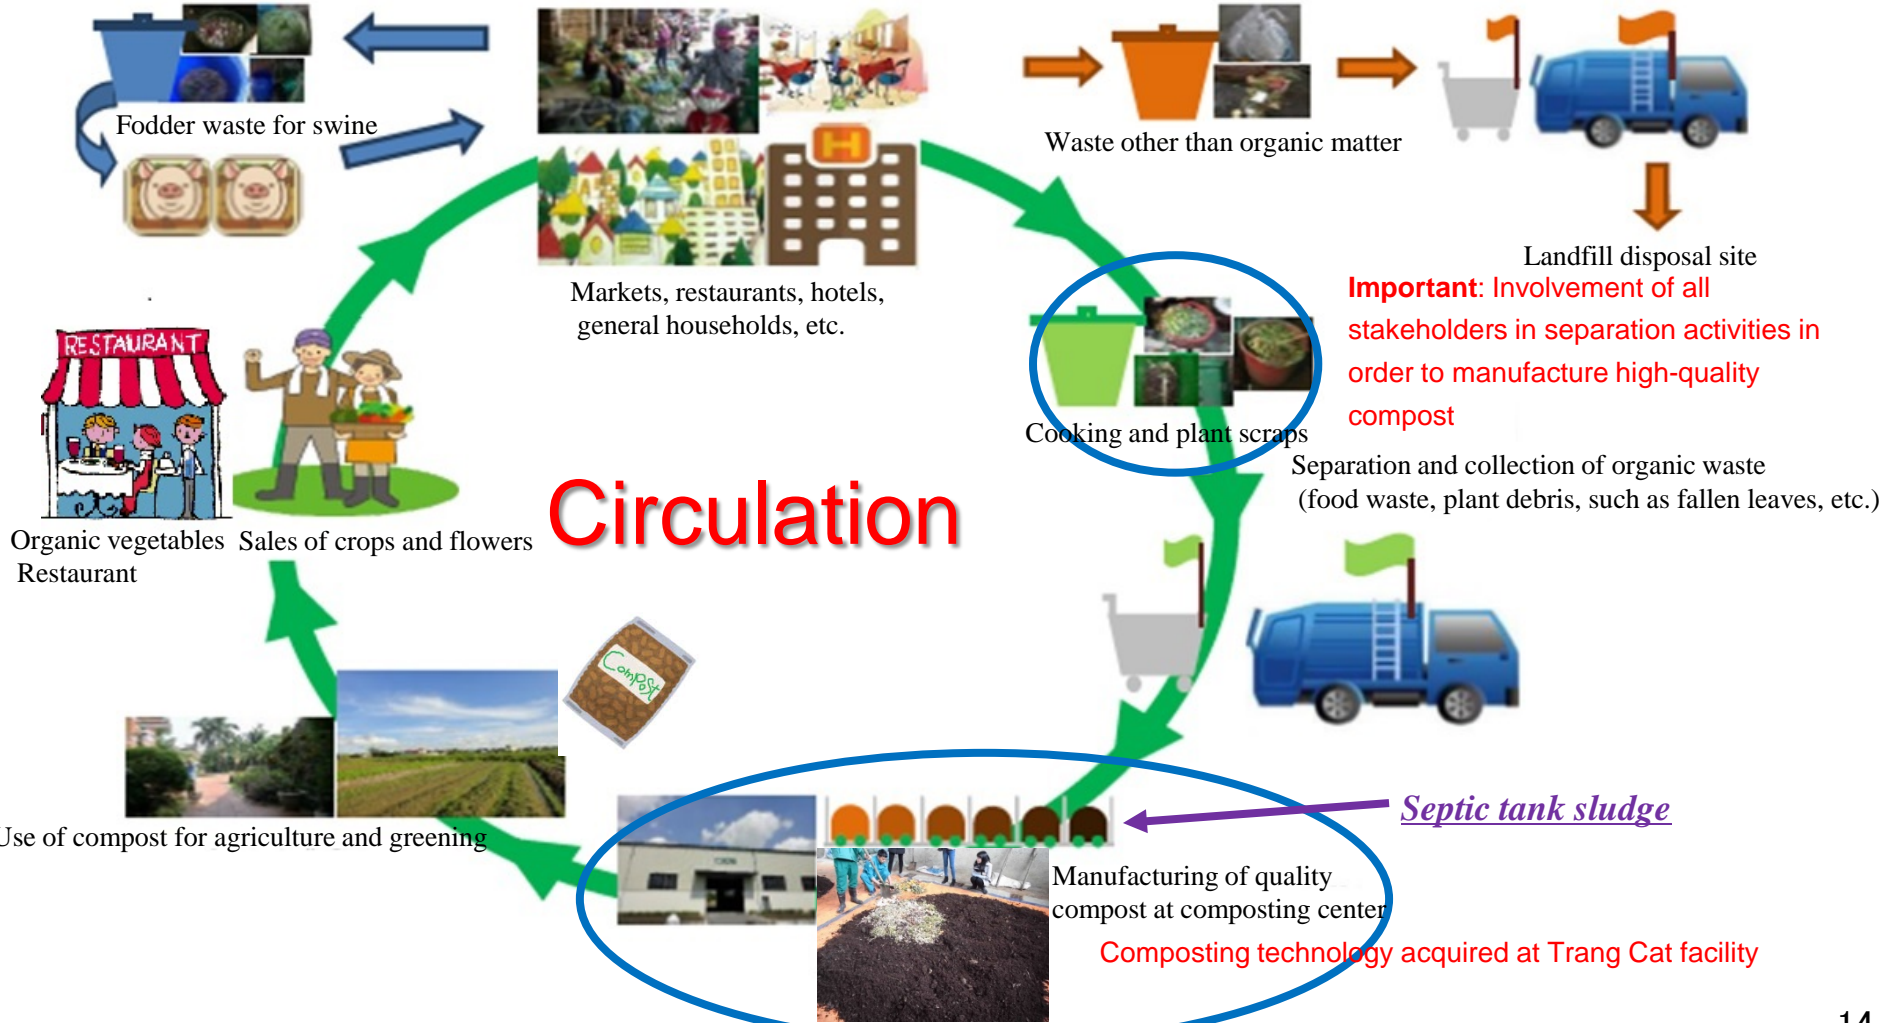 Fodder waste for swine
Markets, restaurants, hotels,
general households, etc.
H
Waste other than organic matter
Landfill disposal site
Important: Involvement of all
stakeholders in separation activities in
order to manufacture high-quality
compost
Cooking and plant scraps
Separation and collection of organic waste
(food waste, plant debris, such as fallen leaves, etc.)
RESTAURANT
Organic vegetables
Restaurant
Sales of crops and flowers
Circulation
Compost
Use of compost for agriculture and greening
Septic tank sludge
Manufacturing of quality
compost at composting center
Composting technology acquired at Trang Cat facility
14